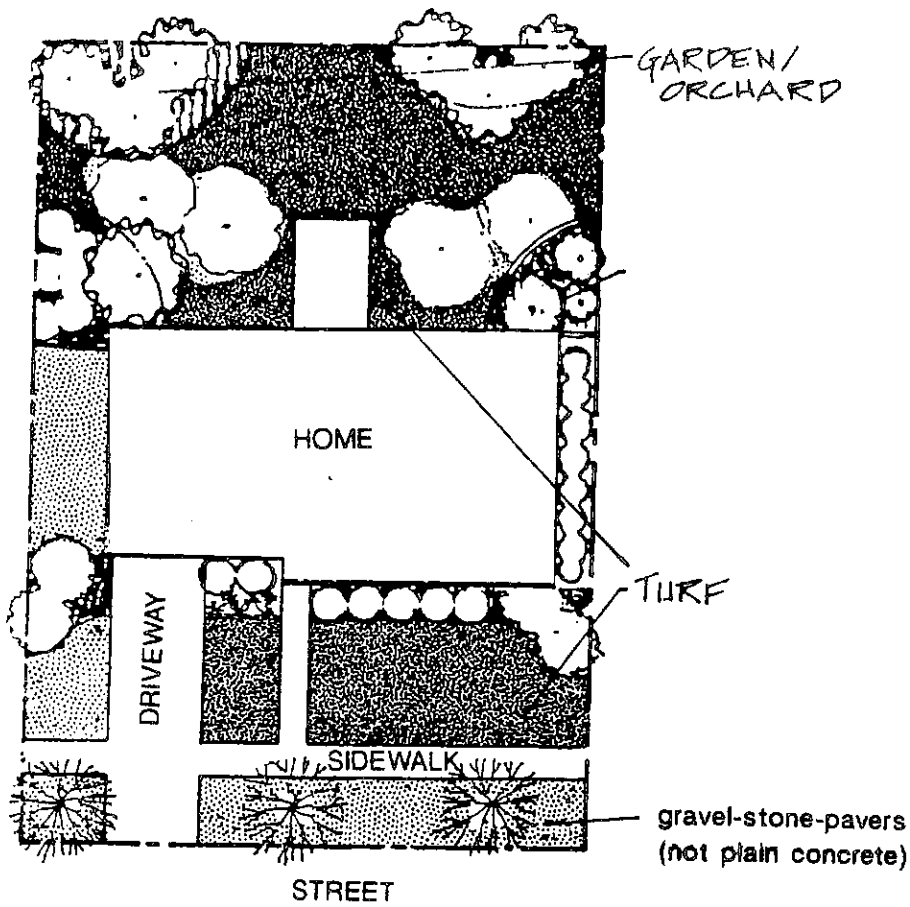 GARDEN/
ORCHARD
HOME
TURF
DRIVEWAY
SIDEWALK
gravel-stone-pavers
(not plain concrete)
STREET